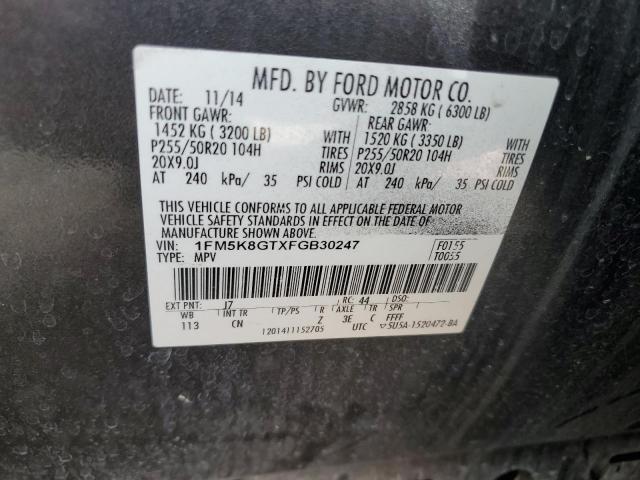 MFD. BY FORD MOTOR CO.
DATE: 11/14 GVWR: 2858 KG ( 6300 LB)
FRONT GAWR: REAR GAWR:
1452 KG ( 3200 LB) WITH 1520 KG ( 3350 LB) WITH
P255/50R20 104H TIRES P255/50R20 104H TIRES
20X9.0J RIMS 20X9.0J RIMS
AT 240 kPa/ 35 PSI COLD AT 240 kPa/ 35 PSI COLD
THIS VEHICLE CONFORMS TO ALL APPLICABLE FEDERAL MOTOR
VEHICLE SAFETY STANDARDS IN EFFECT ON THE DATE OF
MANUFACTURE SHOWN ABOVE.
VIN: 1FM5K8GTXFGB30247 F0155
TYPE: MPV T0055
EXT PNT: J7 RC: 44 DSO:
WB INT TR TP/PS R AXLE TR SPR
113 CN Z 3E C FFFF
1201411152705 UTC ▽5U5A-1520472-BA